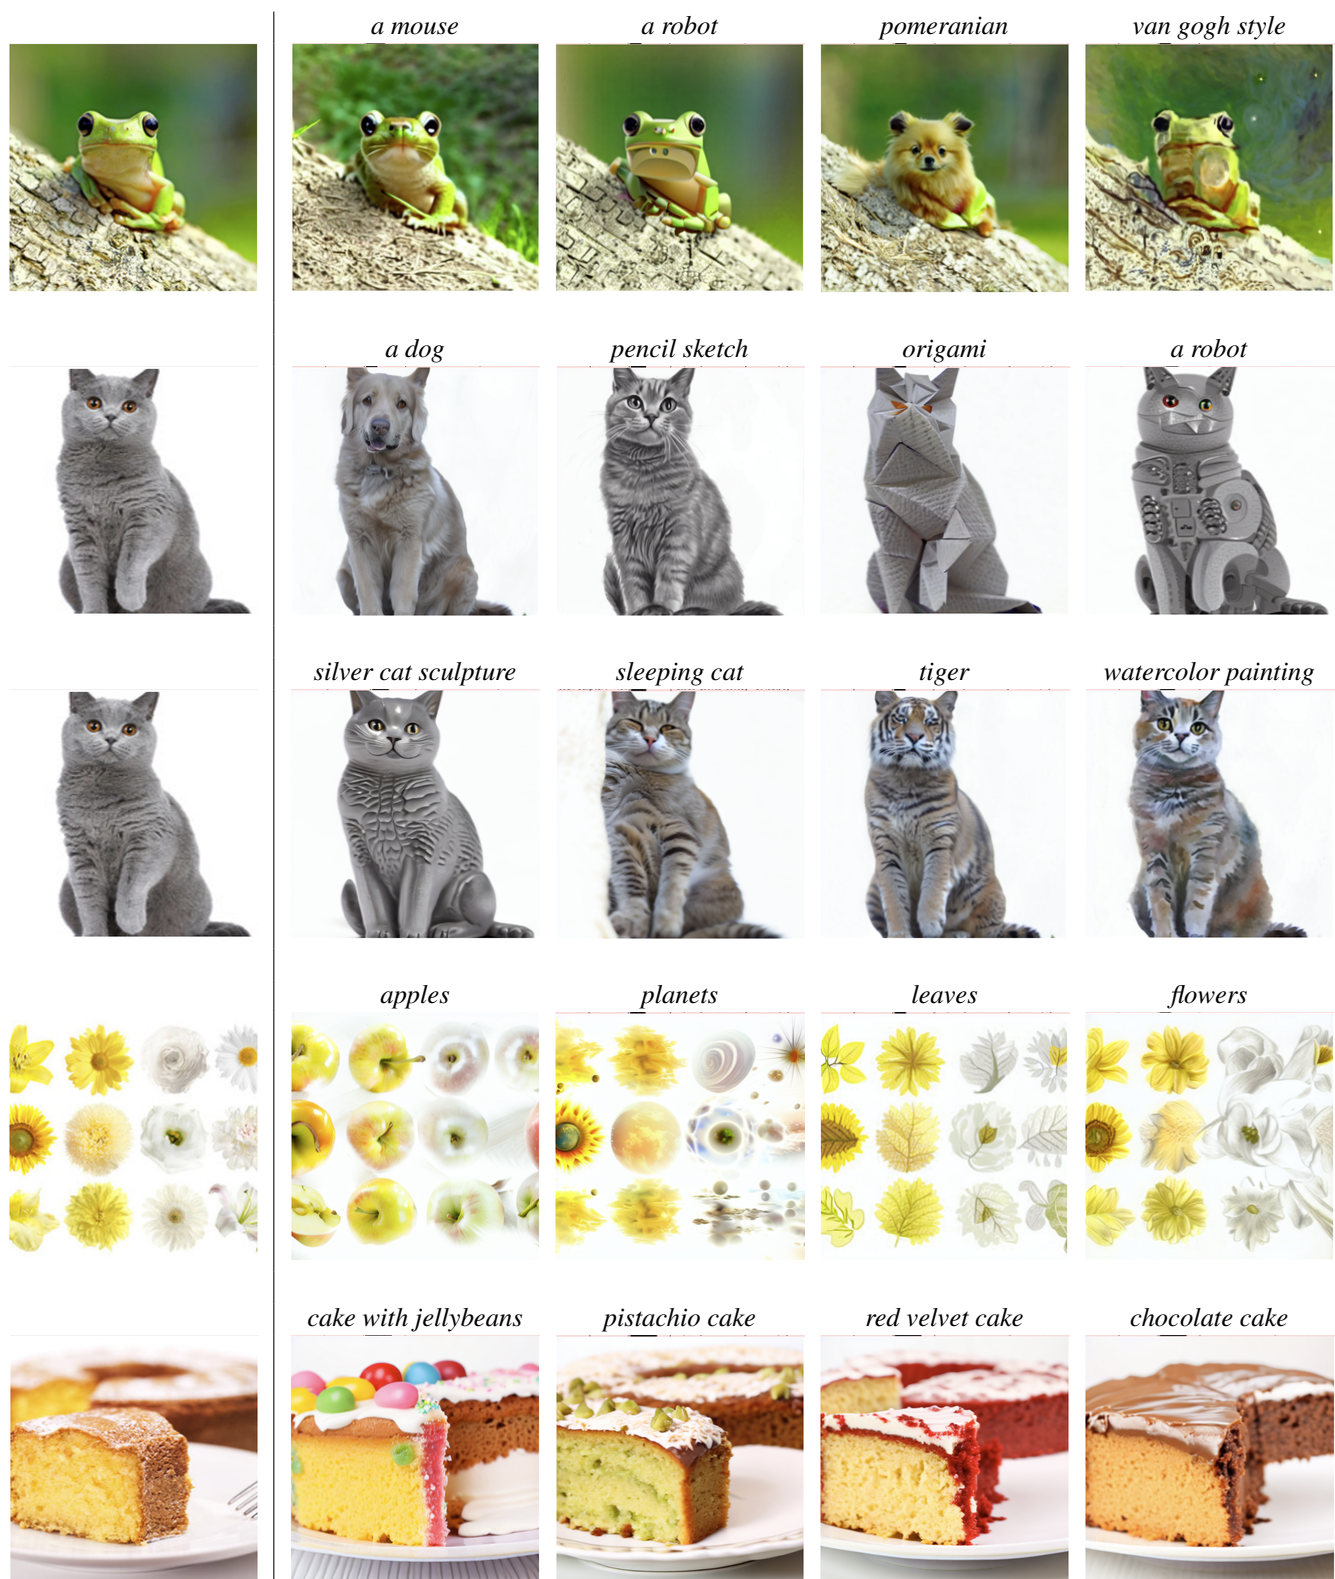 a mouse a robot pomeranian van gogh style
a dog pencil sketch origami a robot
silver cat sculpture sleeping cat tiger watercolor painting
apples planets leaves flowers
cake with jellybeans pistachio cake red velvet cake chocolate cake